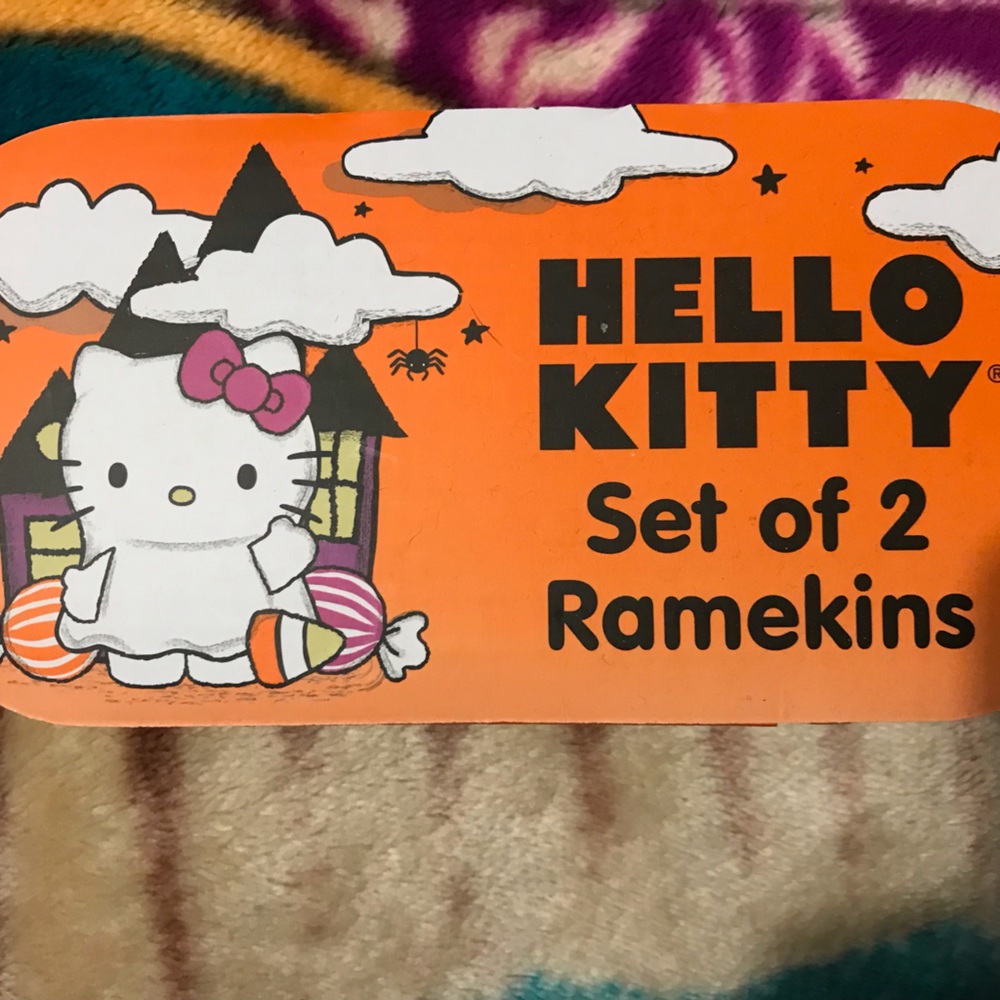 HELLO
KITTY®
Set of 2
Ramekins